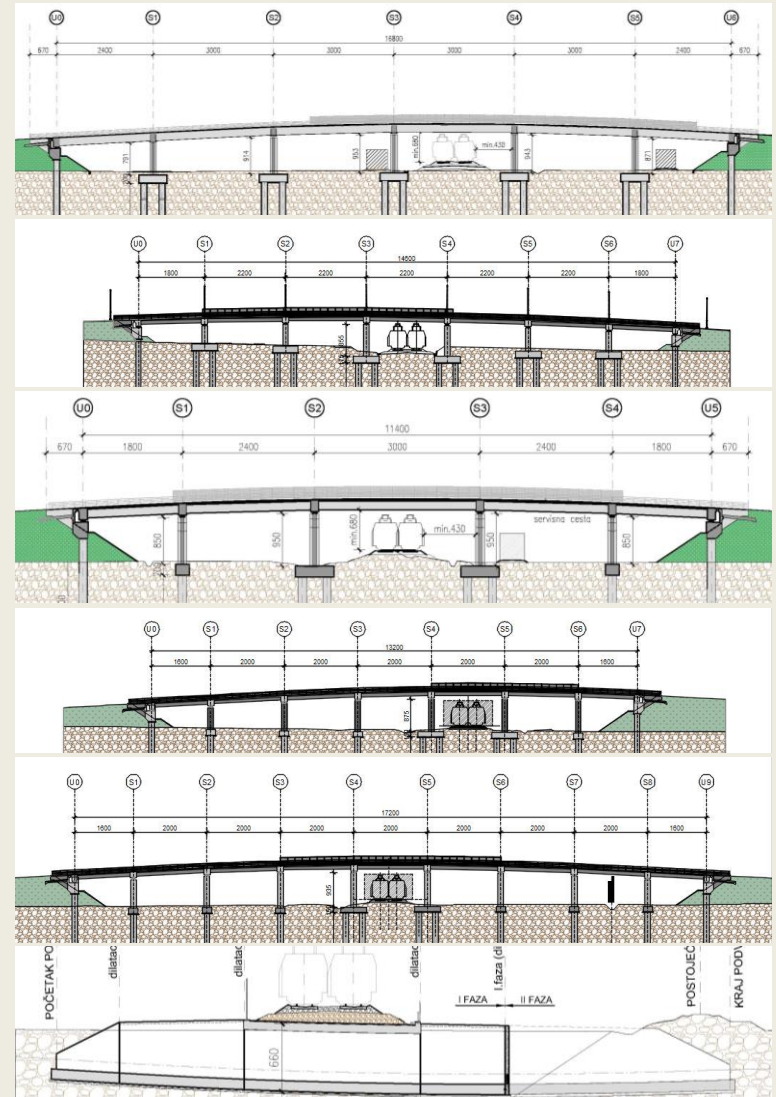 U0 S1 S2 S3 S4 S5 U6
16800
670 2400 3000 3000 3000 3000 2400 670
791 914 953 min.680 min.430 943 871
U0 S1 S2 S3 S4 S5 S6 U7
14600
1800 2200 2200 2200 2200 2200 1800
855
U0 S1 S2 S3 S4 U5
11400
670 1800 2400 3000 2400 1800 670
850 950 min.680 min.430 950 servisna cesta 850
U0 S1 S2 S3 S4 S5 S6 U7
13200
1600 2000 2000 2000 2000 2000 1600
875
U0 S1 S2 S3 S4 S5 S6 S7 S8 U9
17200
1600 2000 2000 2000 2000 2000 2000 2000 1600
935
POČETAK PO
dilatac
dilatac
dilatac
I.faza (di
I FAZA II FAZA
POSTOJEĆ
KRAJ PODV
660